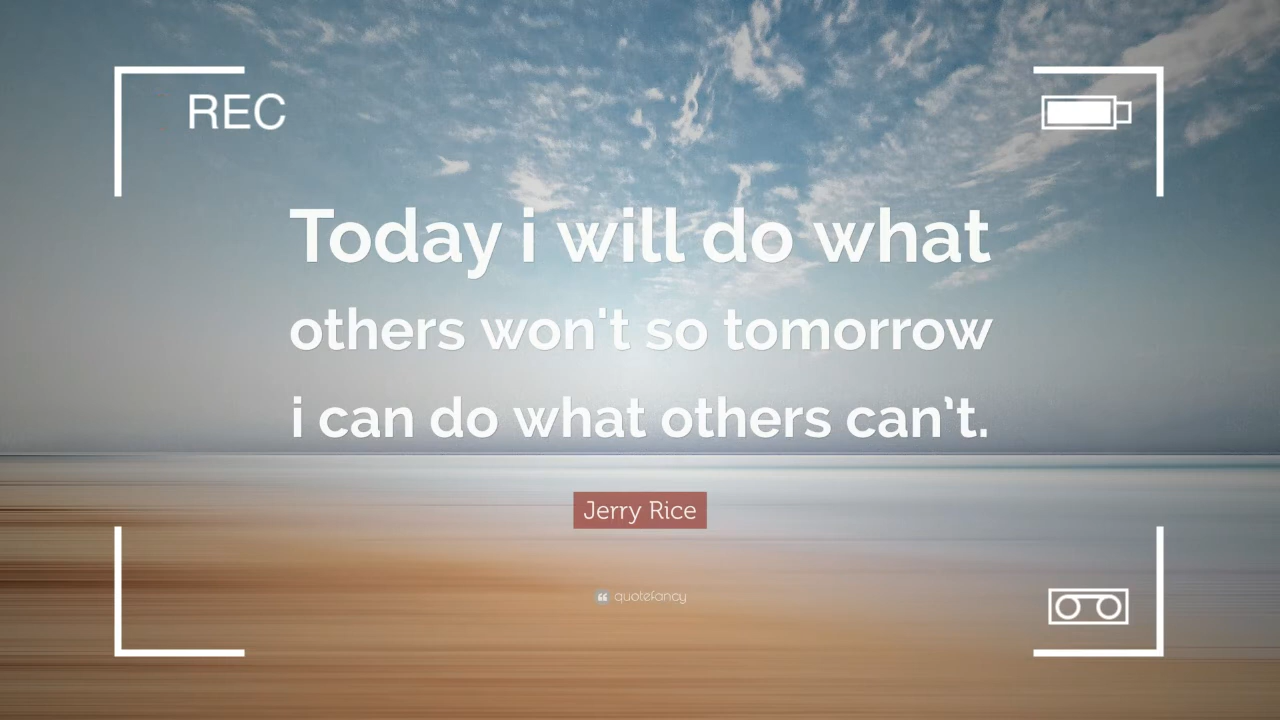 REC
Today i will do what
others won't so tomorrow
i can do what others can’t.
Jerry Rice
quotefancy